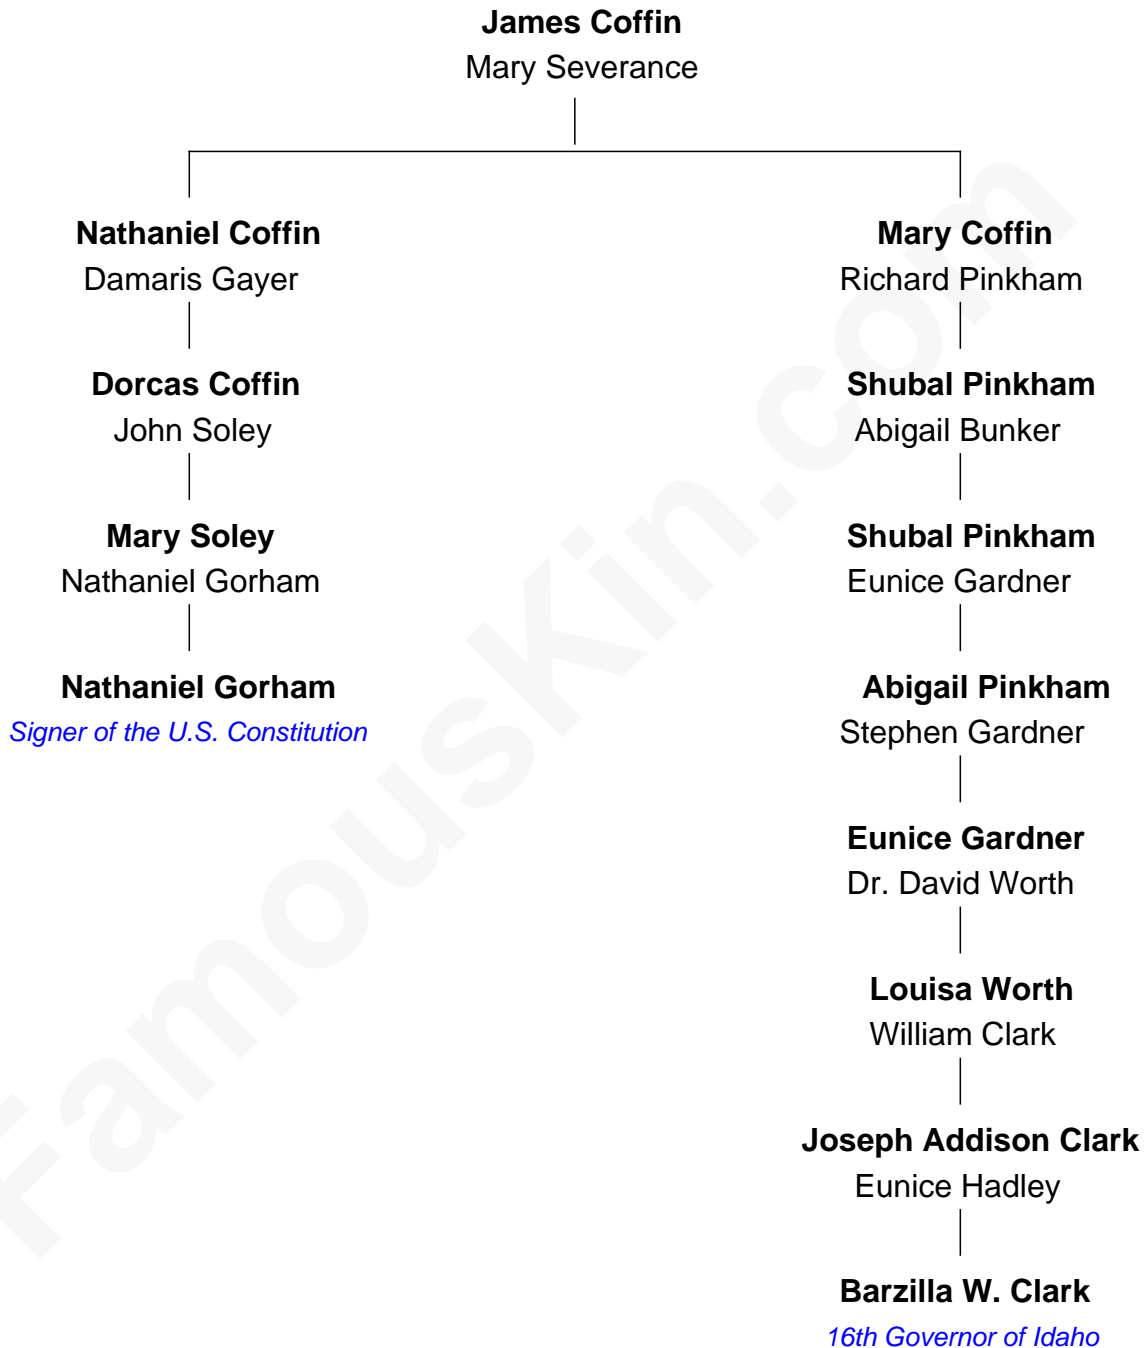 James Coffin
Mary Severance
Nathaniel Coffin
Damaris Gayer
Mary Coffin
Richard Pinkham
Dorcas Coffin
John Soley
Shubal Pinkham
Abigail Bunker
Mary Soley
Nathaniel Gorham
Shubal Pinkham
Eunice Gardner
Nathaniel Gorham
Signer of the U.S. Constitution
Abigail Pinkham
Stephen Gardner
Eunice Gardner
Dr. David Worth
Louisa Worth
William Clark
Joseph Addison Clark
Eunice Hadley
Barzilla W. Clark
16th Governor of Idaho
FamousKin.com